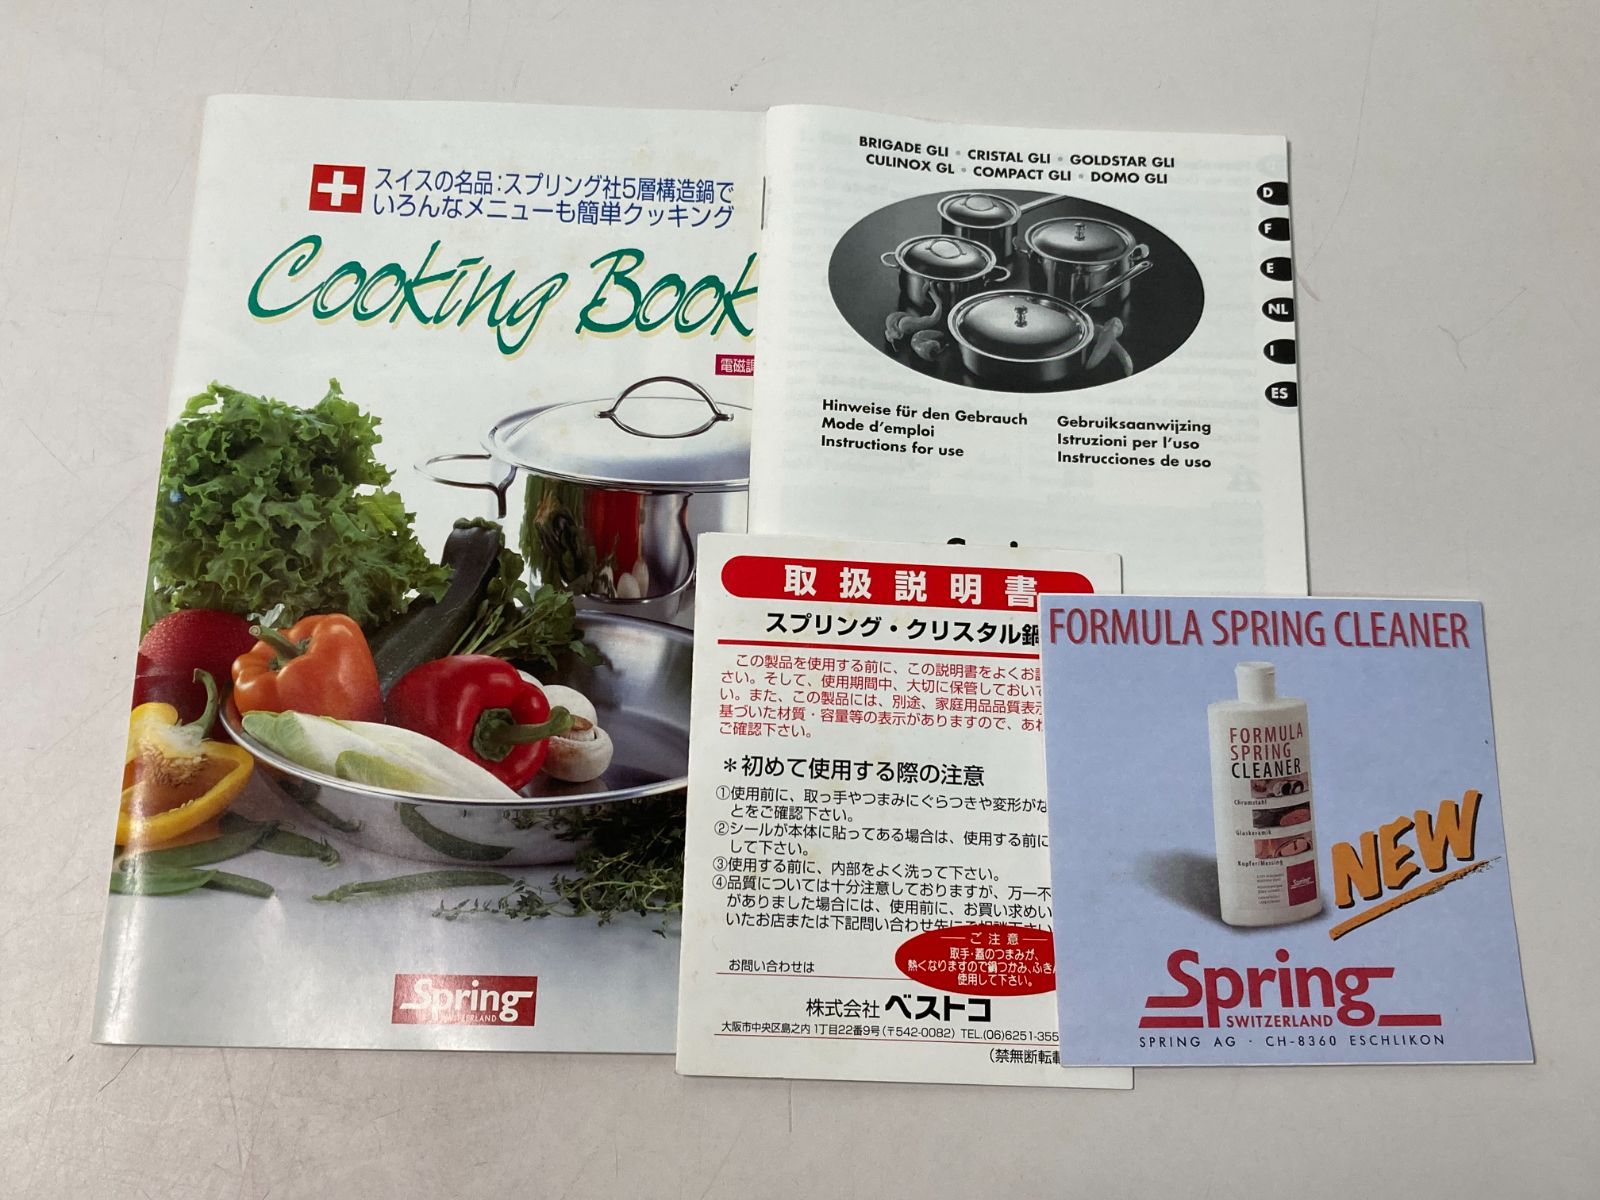 スイスの名品:スプリング社5層構造鍋で
いろんなメニューも簡単クッキング
Cooking Book
電磁調
Spring
SWITZERLAND
BRIGADE GLI • CRISTAL GLI • GOLDSTAR GLI
CULINOX GL • COMPACT GLI • DOMO GLI
D
F
E
NL
I
ES
Hinweise für den Gebrauch
Mode d'emploi
Instructions for use
Gebruiksaanwijzing
Istruzioni per l'uso
Instrucciones de uso
取扱説明書
スプリング・クリスタル鍋
この製品を使用する前に、この説明書をよくお
さい。そして、使用期間中、大切に保管しておいて
い。また、この製品には、別途、家庭用品品質表示
基づいた材質・容量等の表示がありますので、あ
ご確認下さい。
*初めて使用する際の注意
①使用前に、取っ手やつまみにぐらつきや変形がな
とをご確認下さい。
②シールが本体に貼ってある場合は、使用する前に
して下さい。
③使用する前に、内部をよく洗って下さい。
④品質については十分注意しておりますが、万一不
がありました場合には、使用前に、お買い求めい
いたお店または下記問い合わせ先にご相談下さい
ご注意
取手・蓋のつまみが、
熱くなりますので鍋つかみ、ふきん
使用して下さい。
お問い合わせは
株式会社 ベストコ
大阪市中央区島之内1丁目22番9号(〒542-0082) TEL.(06)6251-355
(禁無断転載
FORMULA SPRING CLEANER
FORMULA
SPRING
CLEANER
Chromstahl
Glaskeramik
Kupfer/Messing
Spring
NEW
Spring
SWITZERLAND
SPRING AG · CH-8360 ESCHLIKON